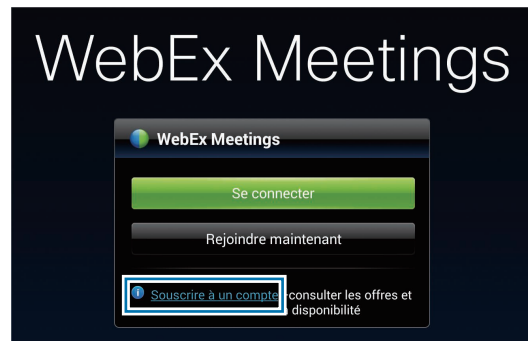 WebEx Meetings
WebEx Meetings
Se connecter
Rejoindre maintenant
Souscrire à un compte consulter les offres et
disponibilité